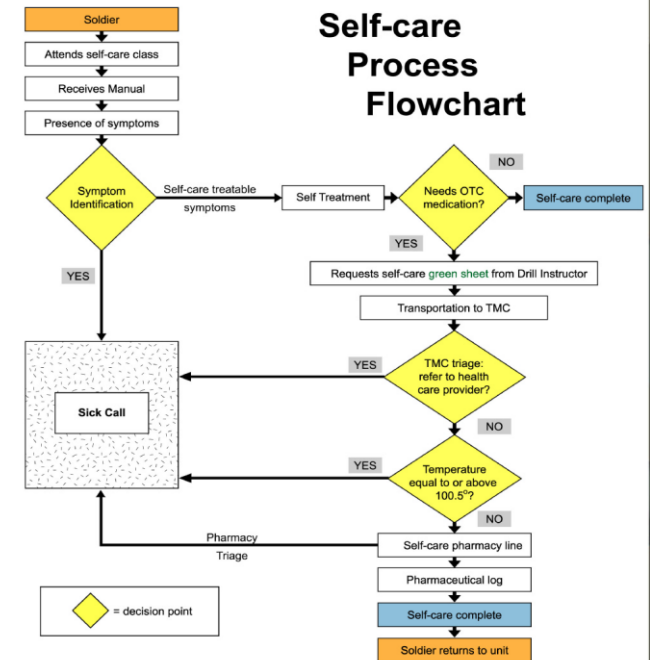 Self-care
Process
Flowchart
Soldier
Attends self-care class
Receives Manual
Presence of symptoms
Symptom
Identification
Self-care treatable
symptoms
Self Treatment
Needs OTC
medication?
NO
Self-care complete
YES
YES
Requests self-care green sheet from Drill Instructor
Transportation to TMC
TMC triage:
refer to health
care provider?
YES
NO
Sick Call
Temperature
equal to or above
100.5°?
YES
NO
Pharmacy
Triage
Self-care pharmacy line
Pharmaceutical log
Self-care complete
Soldier returns to unit
= decision point